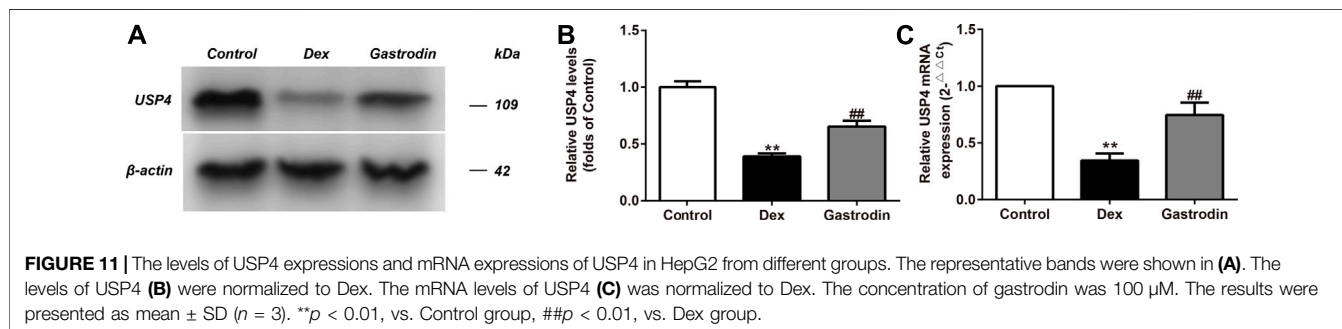 A
Control Dex Gastrodin kDa
USP4
109
β-actin
42
B
Relative USP4 levels
(folds of Control)
1.5
1.0
0.5
0.0
**
##
Control Dex Gastrodin
C
Relative USP4 mRNA
expression (2-△△Ct)
1.5
1.0
0.5
0.0
**
##
Control Dex Gastrodin
FIGURE 11 | The levels of USP4 expressions and mRNA expressions of USP4 in HepG2 from different groups. The representative bands were shown in (A). The
levels of USP4 (B) were normalized to Dex. The mRNA levels of USP4 (C) was normalized to Dex. The concentration of gastrodin was 100 μM. The results were
presented as mean ± SD (n = 3). **p < 0.01, vs. Control group, ##p < 0.01, vs. Dex group.